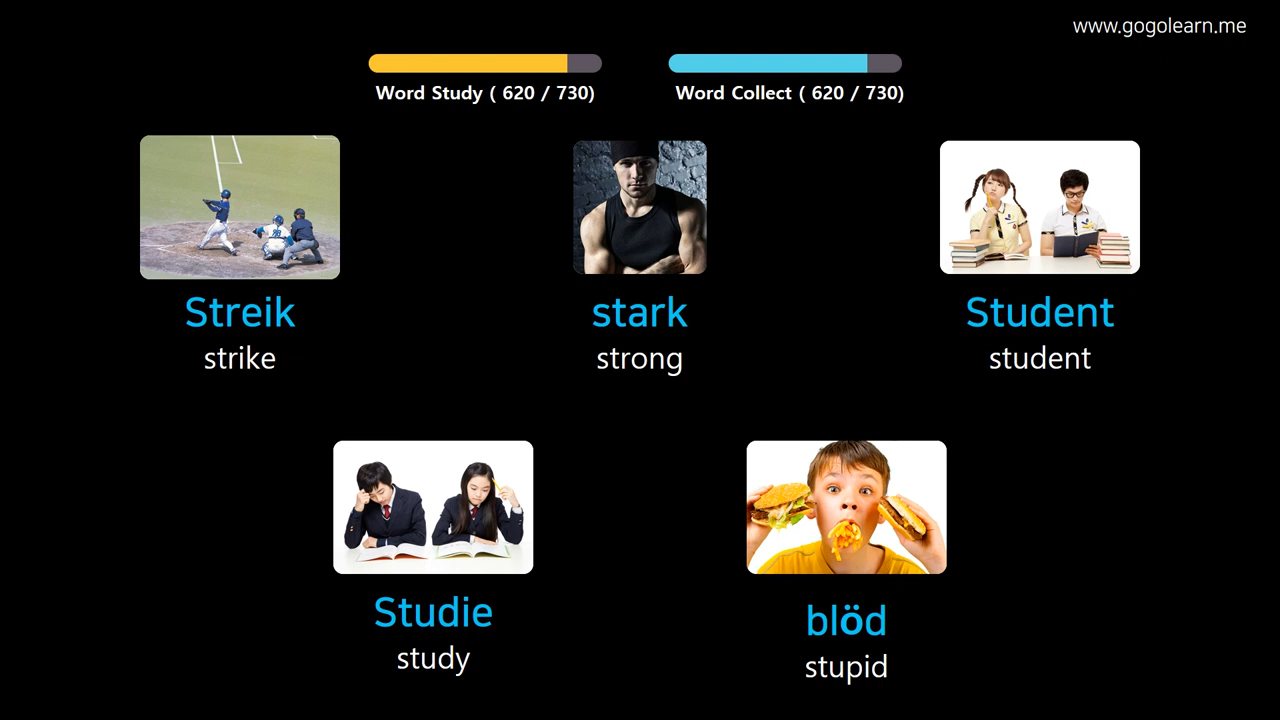 www.gogolearn.me
Word Study ( 620 / 730)
Word Collect ( 620 / 730)
Streik
strike
stark
strong
Student
student
Studie
study
blöd
stupid